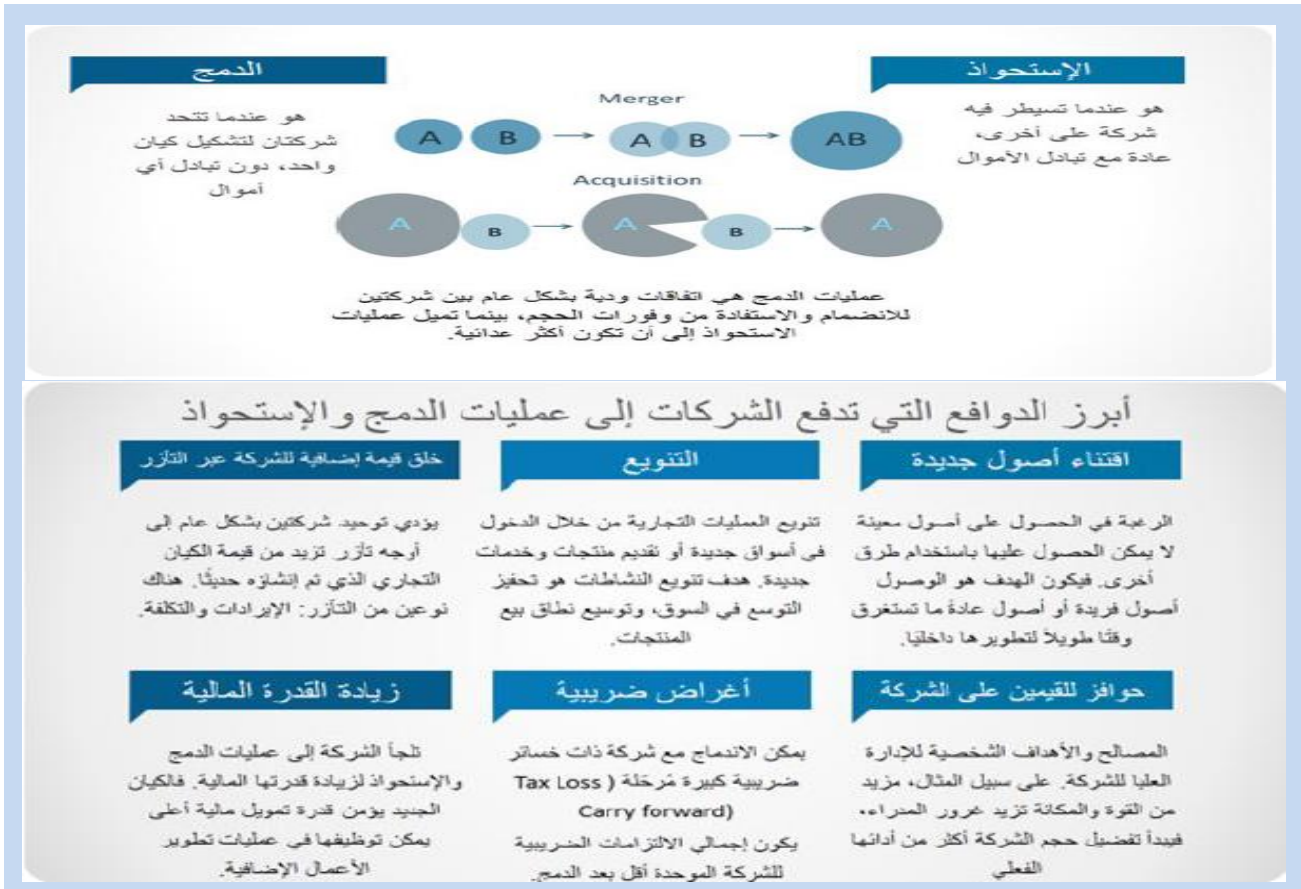 الإستحواذ
هو عندما تسيطر فيه
شركة على أخرى،
عادة مع تبادل الأموال
الدمج
هو عندما تتحد
شركتان لتشكيل كيان
واحد، دون تبادل أي
أموال
Merger
A B A B AB
Acquisition
A B A B A
عمليات الدمج هي اتفاقات ودية بشكل عام بين شركتين
للانضمام والاستفادة من وفورات الحجم، بينما تميل عمليات
الاستحواذ إلى أن تكون أكثر عدائية.
أبرز الدوافع التي تدفع الشركات إلى عمليات الدمج والإستحواذ
اقتناء أصول جديدة
الرغبة في الحصول على أصول معينة
لا يمكن الحصول عليها باستخدام طرق
أخرى. فيكون الهدف هو الوصول
أصول فريدة أو أصول عادةً ما تستغرق
وقتًا طويلاً لتطويرها داخليًا.
التنويع
تنويع العمليات التجارية من خلال الدخول
في أسواق جديدة أو تقديم منتجات وخدمات
جديدة. هدف تنويع النشاطات هو تحفيز
التوسع في السوق، وتوسيع نطاق بيع
المنتجات.
خلق قيمة إضافية للشركة عبر التآزر
يؤدي توحيد شركتين بشكل عام إلى
أوجه تآزر تزيد من قيمة الكيان
التجاري الذي تم إنشاؤه حديثًا. هناك
نوعين من التآزر: الإيرادات والتكلفة.
حوافز للقيمين على الشركة
المصالح والأهداف الشخصية للإدارة
العليا للشركة. على سبيل المثال، مزيد
من القوة والمكانة تزيد غرور المدراء،
فيبدأ تفضيل حجم الشركة أكثر من أدائها
الفعلي
أغراض ضريبية
يمكن الاندماج مع شركة ذات خسائر
ضريبية كبيرة مُرحّلة ( Tax Loss
Carry forward)
يكون إجمالي الالتزامات الضريبية
للشركة الموحدة أقل بعد الدمج.
زيادة القدرة المالية
تلجأ الشركة إلى عمليات الدمج
والإستحواذ لزيادة قدرتها المالية. فالكيان
الجديد يؤمن قدرة تمويل مالية أعلى
يمكن توظيفها في عمليات تطوير
الأعمال الإضافية.